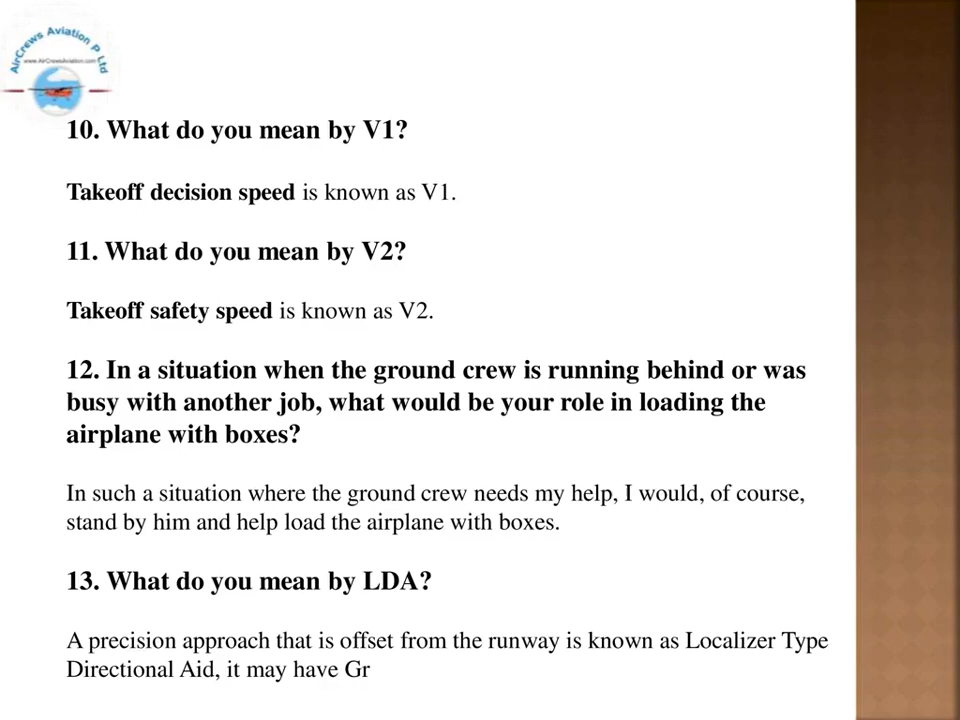 AirCrews Aviation P Ltd
www.AirCrewsAviation.com
10. What do you mean by V1?
Takeoff decision speed is known as V1.
11. What do you mean by V2?
Takeoff safety speed is known as V2.
12. In a situation when the ground crew is running behind or was
busy with another job, what would be your role in loading the
airplane with boxes?
In such a situation where the ground crew needs my help, I would, of course,
stand by him and help load the airplane with boxes.
13. What do you mean by LDA?
A precision approach that is offset from the runway is known as Localizer Type
Directional Aid, it may have Gr